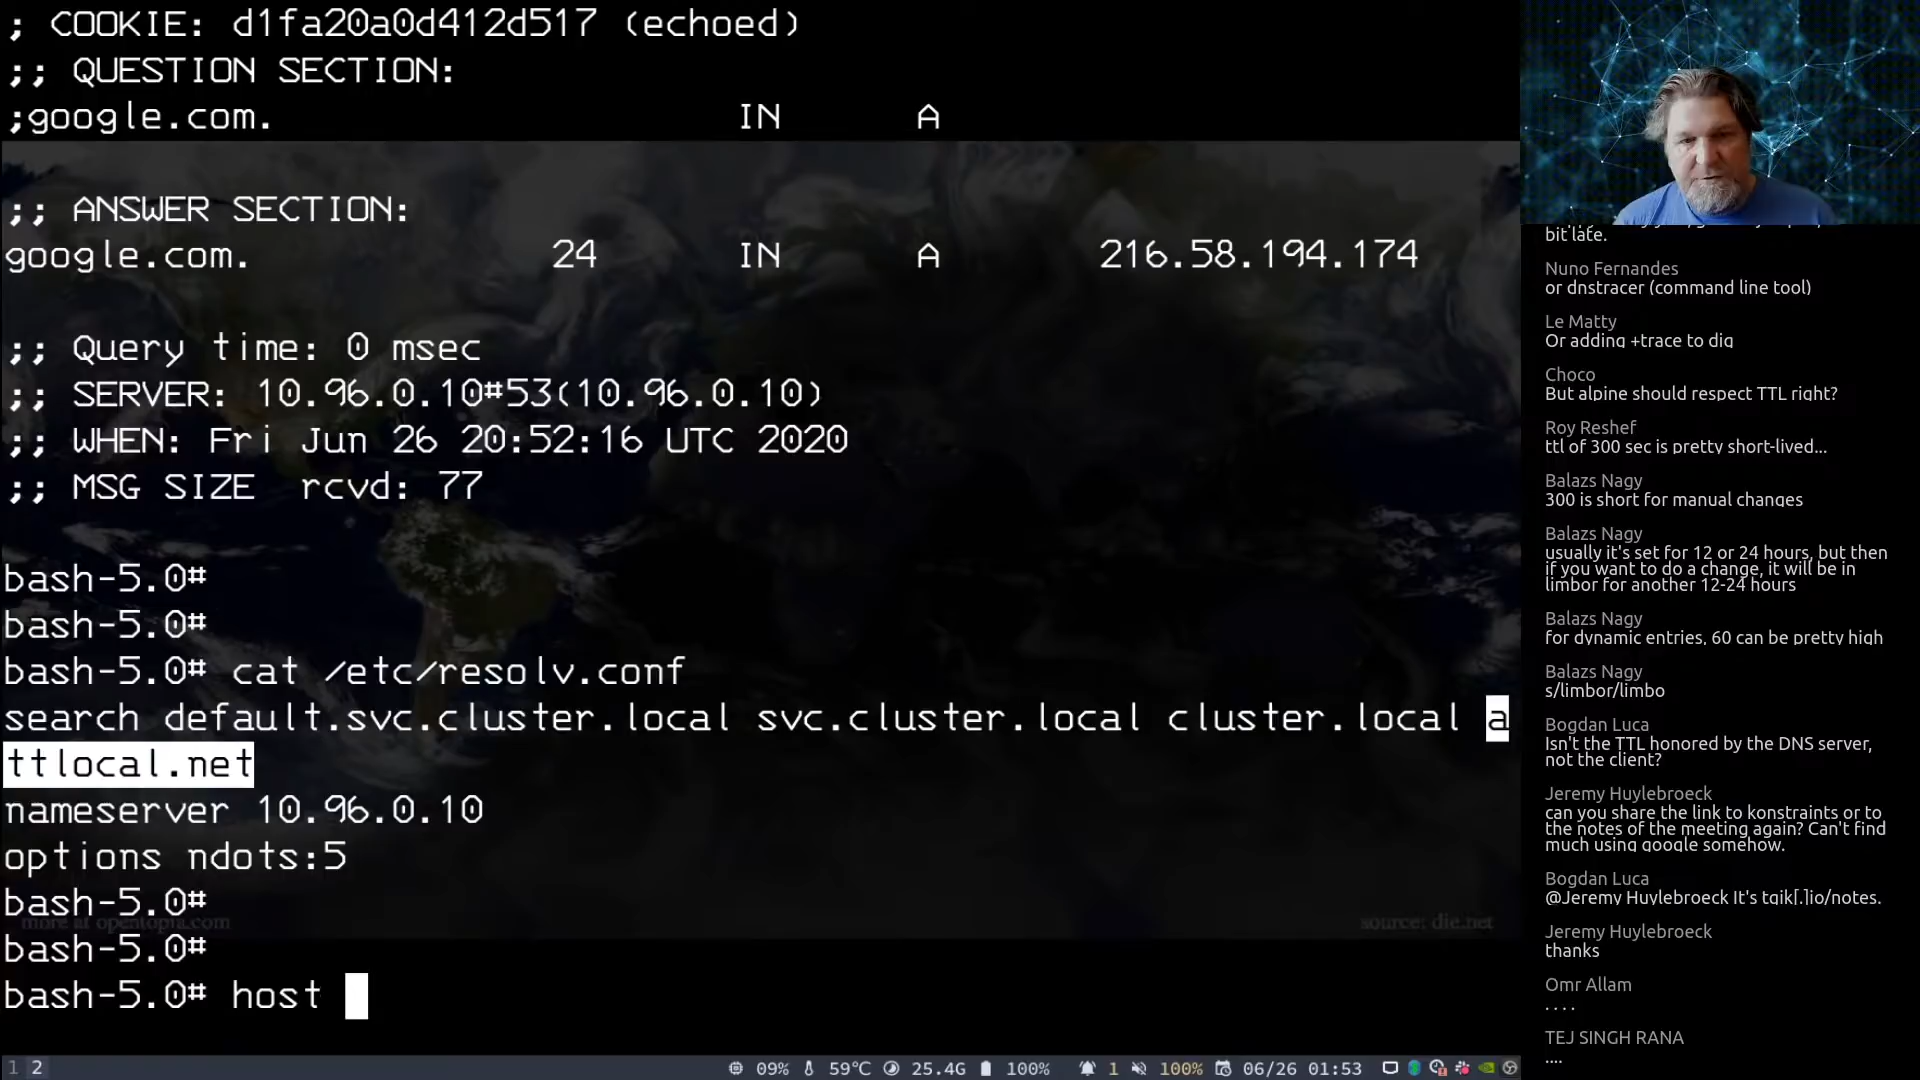 ; COOKIE: d1fa20a0d412d517 (echoed)
;; QUESTION SECTION:
;google.com. IN A
;; ANSWER SECTION:
google.com. 24 IN A 216.58.194.174
;; Query time: 0 msec
;; SERVER: 10.96.0.10#53(10.96.0.10)
;; WHEN: Fri Jun 26 20:52:16 UTC 2020
;; MSG SIZE  rcvd: 77
bash-5.0#
bash-5.0#
bash-5.0# cat /etc/resolv.conf
search default.svc.cluster.local svc.cluster.local cluster.local a
ttlocal.net
nameserver 10.96.0.10
options ndots:5
bash-5.0#
more at opentopia.com
source: die.net
bash-5.0#
bash-5.0# host
1 2
09% 59°C 25.4G 100% 1 100% 06/26 01:53
bit late.
Nuno Fernandes
or dnstracer (command line tool)
Le Matty
Or adding +trace to dig
Choco
But alpine should respect TTL right?
Roy Reshef
ttl of 300 sec is pretty short-lived...
Balazs Nagy
300 is short for manual changes
Balazs Nagy
usually it's set for 12 or 24 hours, but then
if you want to do a change, it will be in
limbor for another 12-24 hours
Balazs Nagy
for dynamic entries, 60 can be pretty high
Balazs Nagy
s/limbor/limbo
Bogdan Luca
Isn't the TTL honored by the DNS server,
not the client?
Jeremy Huylebroeck
can you share the link to konstraints or to
the notes of the meeting again? Can't find
much using google somehow.
Bogdan Luca
@Jeremy Huylebroeck It's tgik[.]io/notes.
Jeremy Huylebroeck
thanks
Omr Allam
. . . .
TEJ SINGH RANA
....